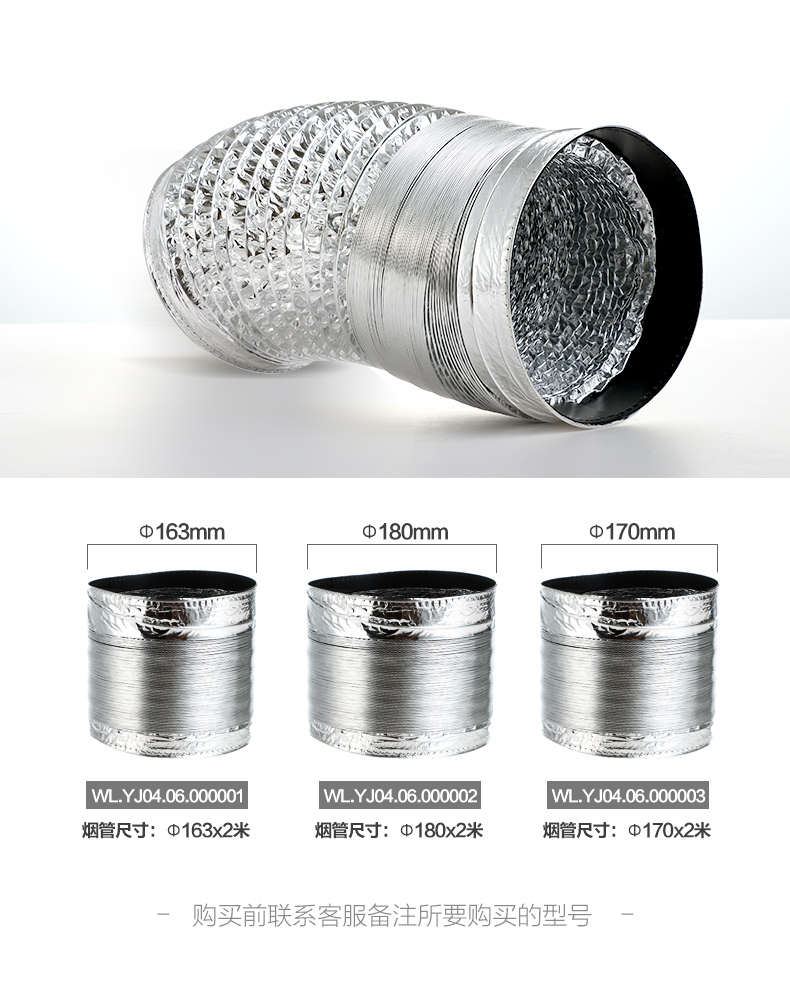 Φ163mm
Φ180mm
Φ170mm
WL.YJ04.06.000001
WL.YJ04.06.000002
WL.YJ04.06.000003
烟管尺寸：Φ163x2米
烟管尺寸：Φ180x2米
烟管尺寸：Φ170x2米
- 购买前联系客服备注所要购买的型号 -